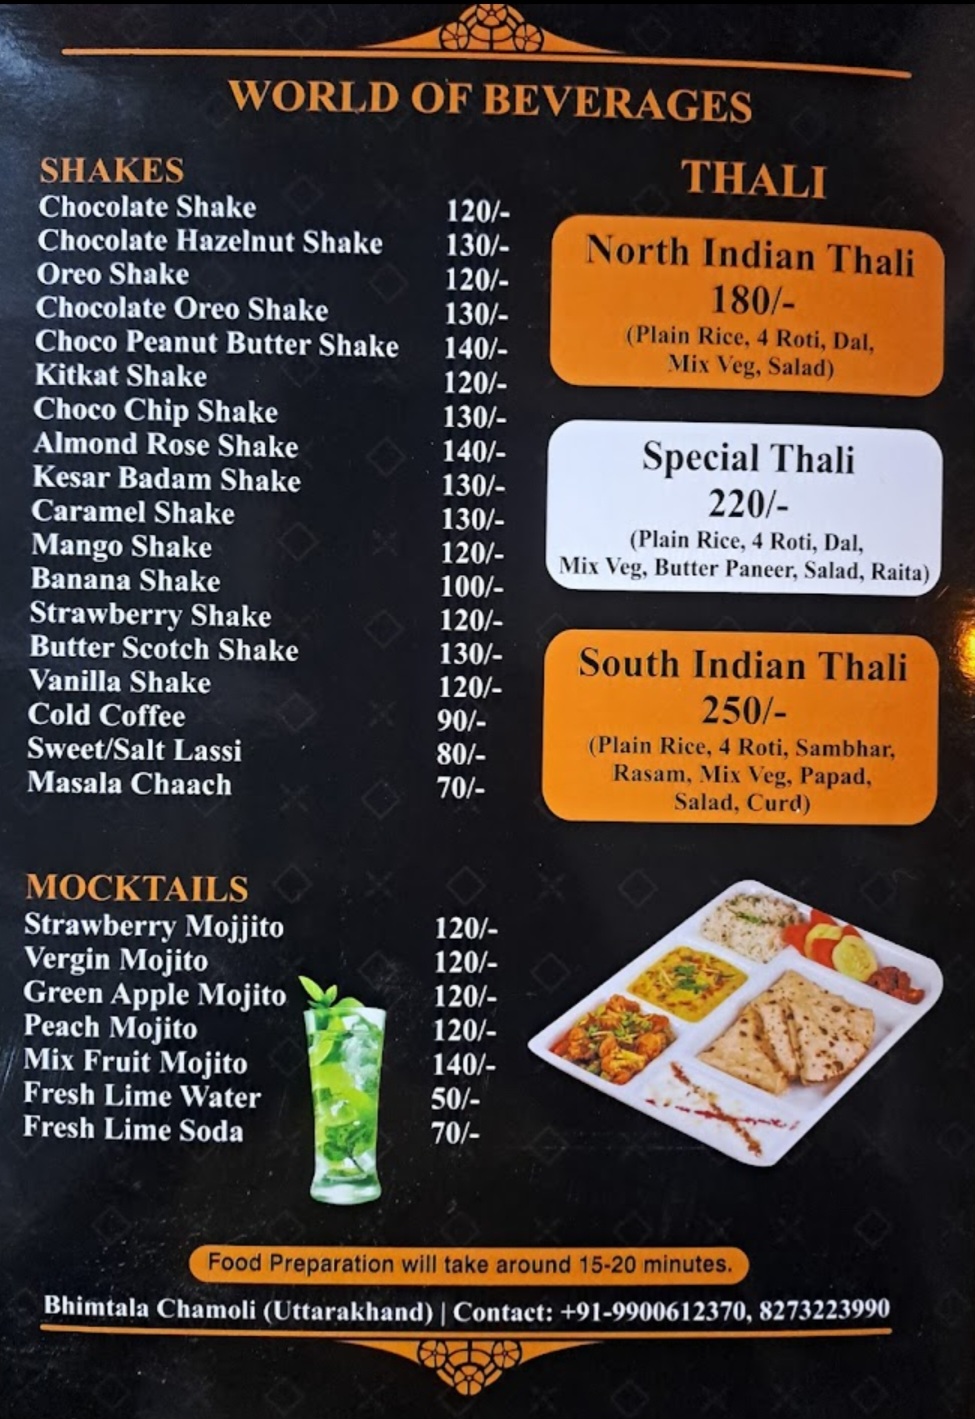 WORLD OF BEVERAGES
SHAKES
Chocolate Shake 120/-
Chocolate Hazelnut Shake 130/-
Oreo Shake 120/-
Chocolate Oreo Shake 130/-
Choco Peanut Butter Shake 140/-
Kitkat Shake 120/-
Choco Chip Shake 130/-
Almond Rose Shake 140/-
Kesar Badam Shake 130/-
Caramel Shake 130/-
Mango Shake 120/-
Banana Shake 100/-
Strawberry Shake 120/-
Butter Scotch Shake 130/-
Vanilla Shake 120/-
Cold Coffee 90/-
Sweet/Salt Lassi 80/-
Masala Chaach 70/-
MOCKTAILS
Strawberry Mojjito 120/-
Vergin Mojito 120/-
Green Apple Mojito 120/-
Peach Mojito 120/-
Mix Fruit Mojito 140/-
Fresh Lime Water 50/-
Fresh Lime Soda 70/-
THALI
North Indian Thali
180/-
(Plain Rice, 4 Roti, Dal,
Mix Veg, Salad)
Special Thali
220/-
(Plain Rice, 4 Roti, Dal,
Mix Veg, Butter Paneer, Salad, Raita)
South Indian Thali
250/-
(Plain Rice, 4 Roti, Sambhar,
Rasam, Mix Veg, Papad,
Salad, Curd)
Food Preparation will take around 15-20 minutes.
Bhimtala Chamoli (Uttarakhand) | Contact: +91-9900612370, 8273223990